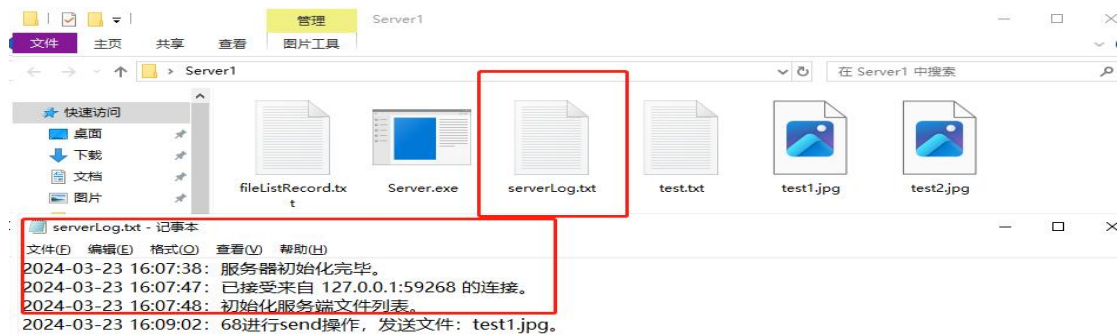 管理 Server1
文件 主页 共享 查看 图片工具
Server1 在 Server1 中搜索
快速访问
桌面
下载
文档
图片
fileListRecord.tx
t
Server.exe serverLog.txt test.txt test1.jpg test2.jpg
serverLog.txt - 记事本
文件(F) 编辑(E) 格式(O) 查看(V) 帮助(H)
2024-03-23 16:07:38：服务器初始化完毕。
2024-03-23 16:07:47：已接受来自 127.0.0.1:59268 的连接。
2024-03-23 16:07:48：初始化服务端文件列表。
2024-03-23 16:09:02：68进行send操作，发送文件：test1.jpg。